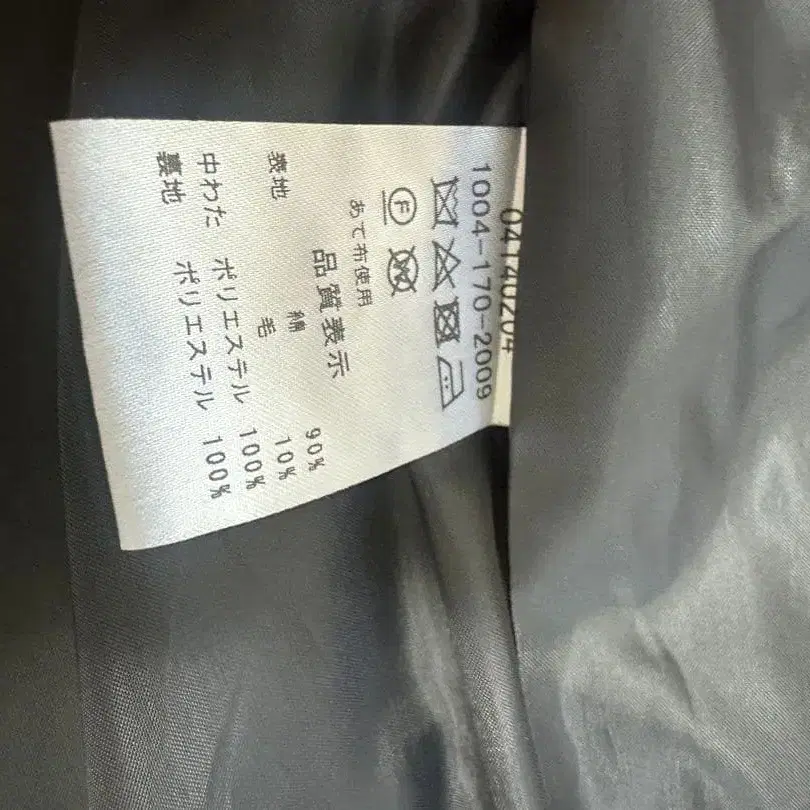 04140204
1004-170-2009
F W
あて布使用
品質表示
表地 綿 90%
毛 10%
中わた ポリエステル 100%
裏地 ポリエステル 100%